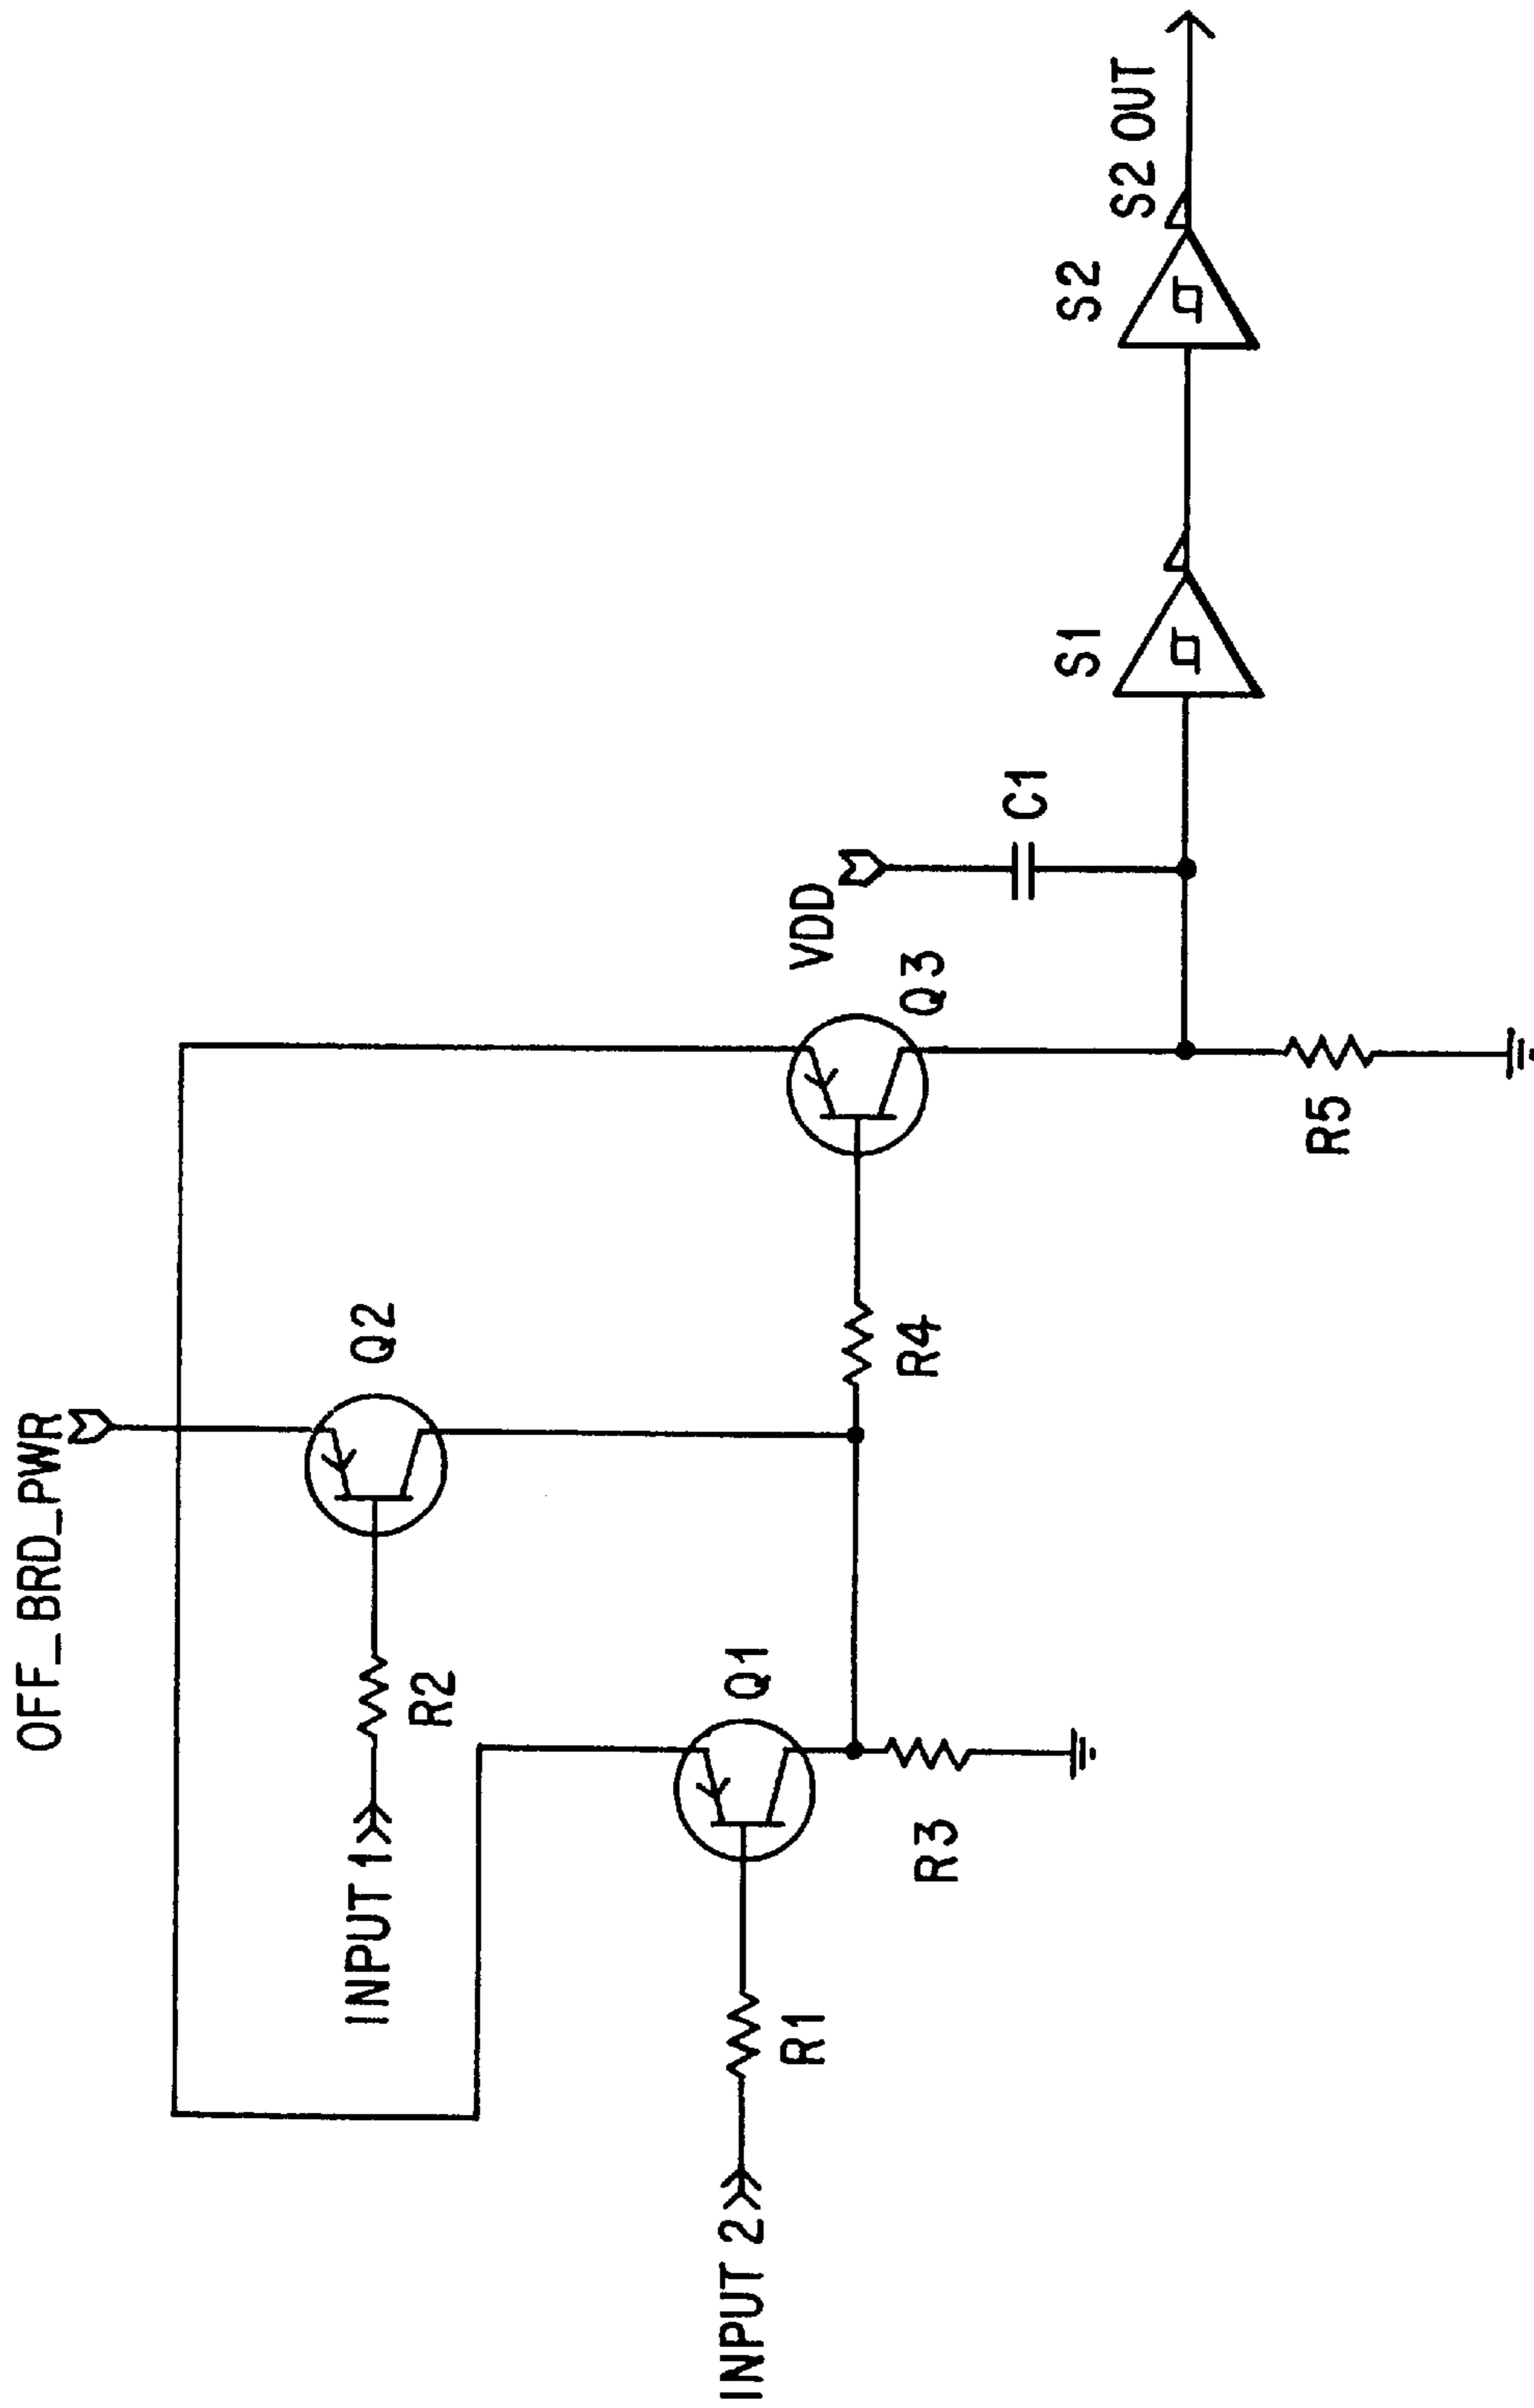 OFF_BRD_PWR
INPUT 1
R2
Q2
INPUT 2
R1
Q1
R3
R4
Q3
VDD
C1
R5
S1
S2
S2 OUT